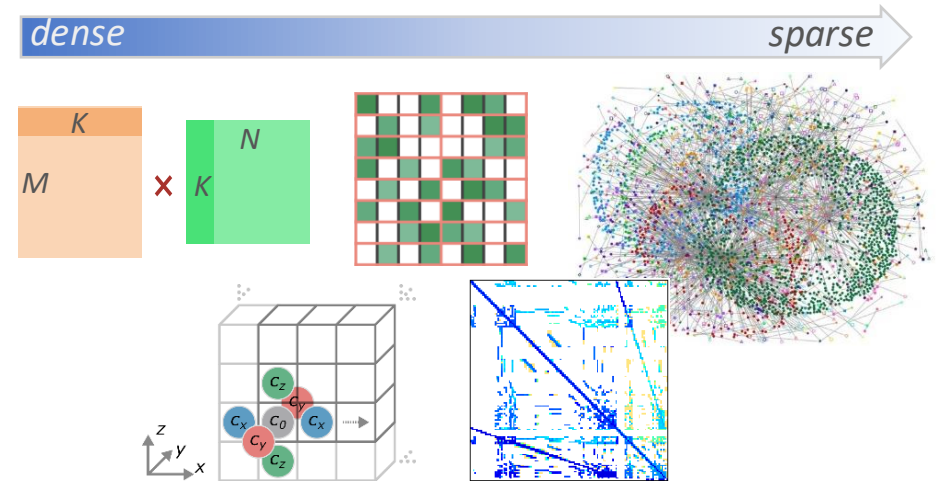 dense sparse
K
M × K N
c_z
c_y
c_x c_0 c_x
c_y
c_z
z
y
x